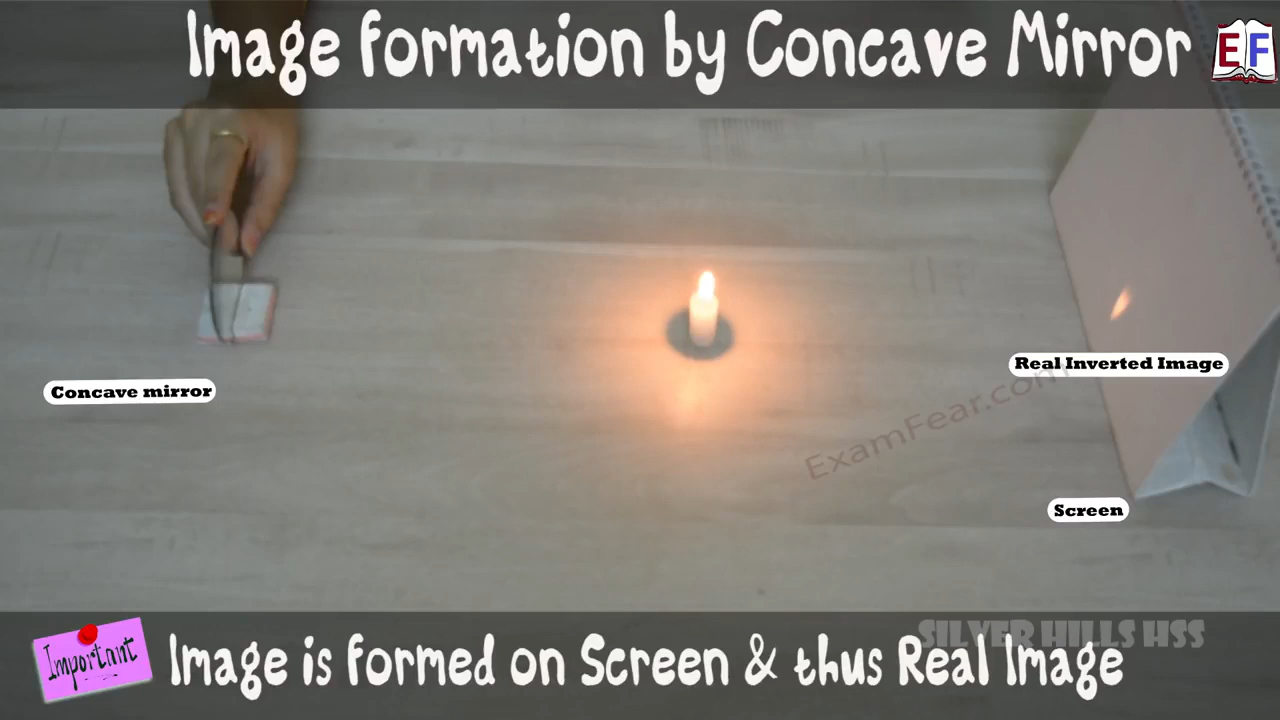 Image formation by Concave Mirror
EF
Concave mirror
Real Inverted Image
ExamFear.com
Screen
SILVER HILLS HSS
Important
Image is formed on Screen & thus Real Image